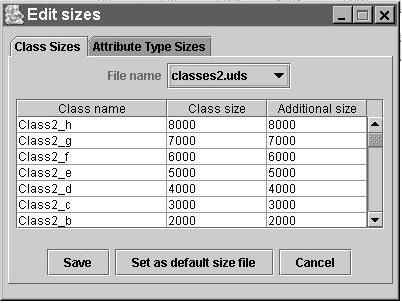 Edit sizes
Class Sizes Attribute Type Sizes
File name classes2.uds
Class name Class size Additional size
Class2_h 8000 8000
Class2_g 7000 7000
Class2_f 6000 6000
Class2_e 5000 5000
Class2_d 4000 4000
Class2_c 3000 3000
Class2_b 2000 2000
Save Set as default size file Cancel